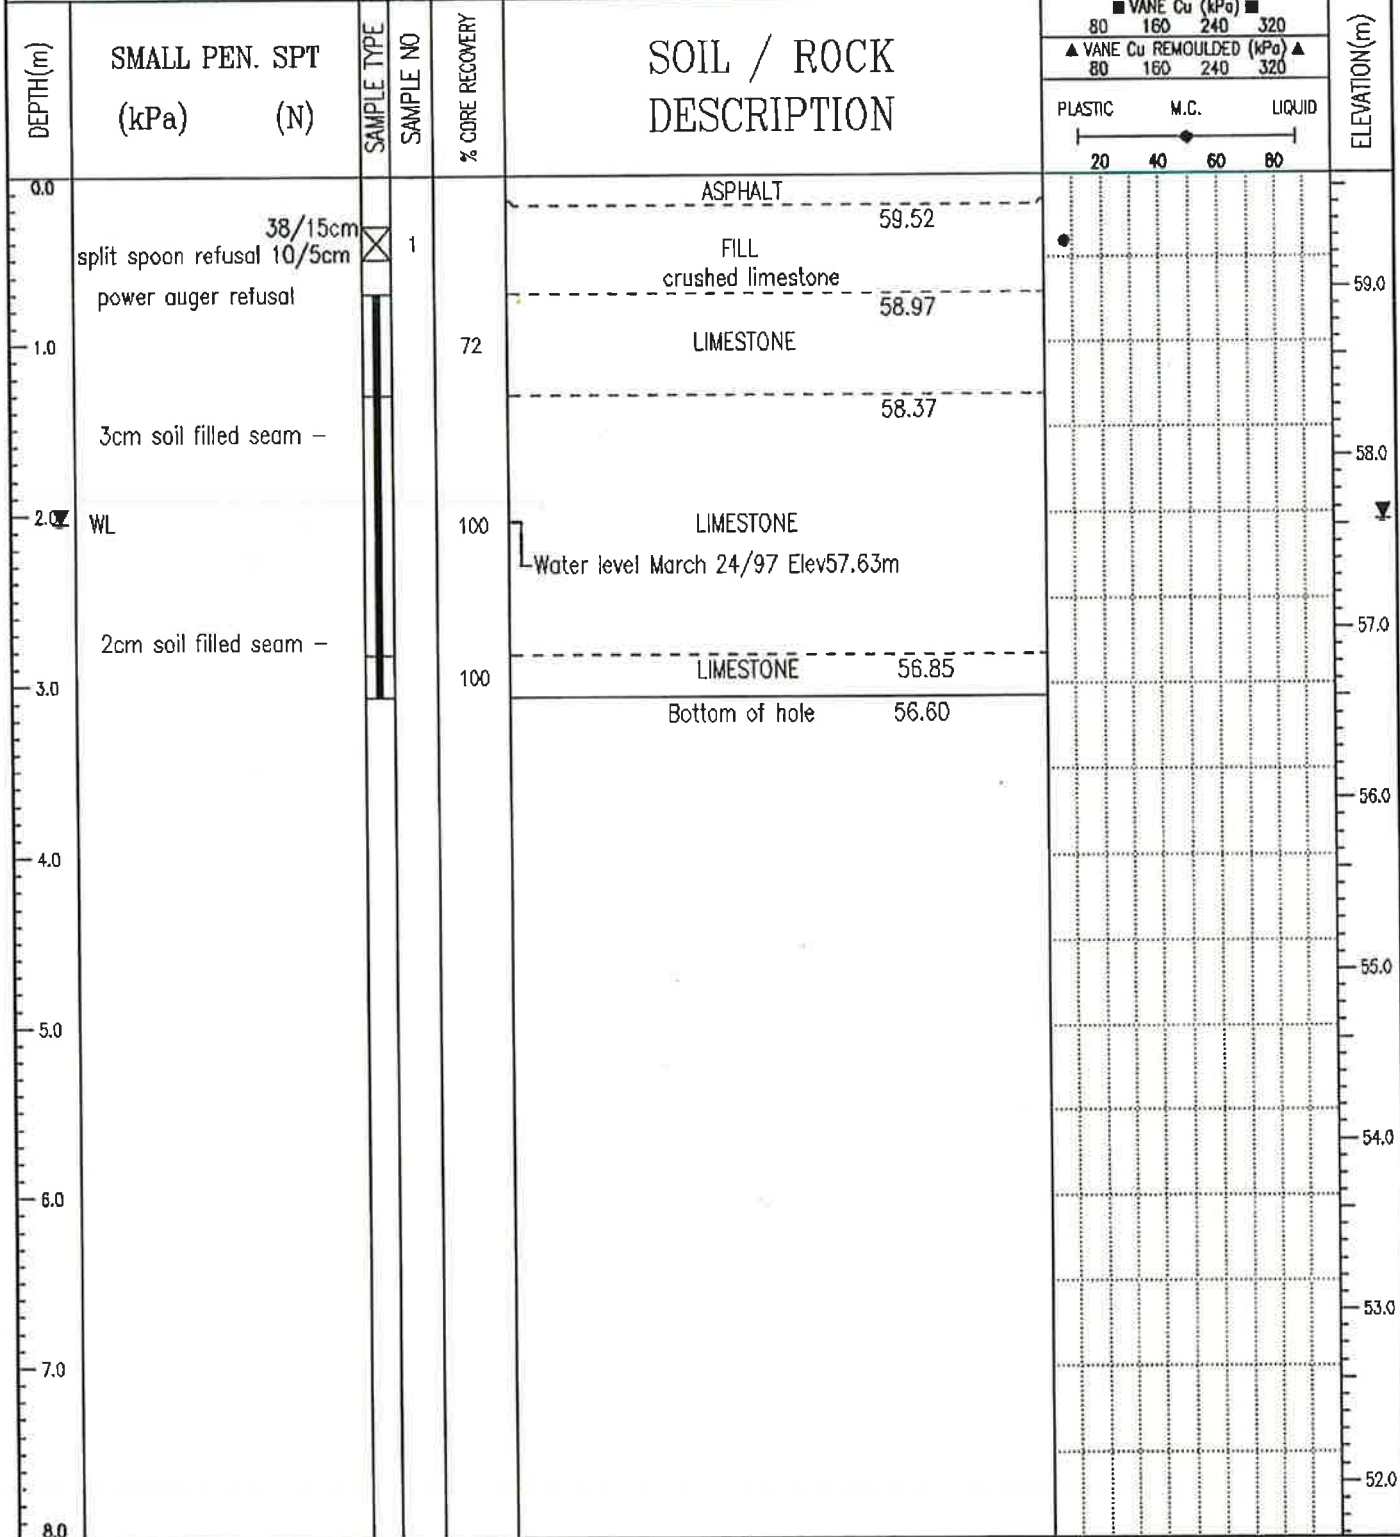 ■ VANE Cu (kPa) ■
80 160 240 320
▲ VANE Cu REMOULDED (kPa) ▲
80 160 240 320
PLASTIC M.C. LIQUID
20 40 60 80
DEPTH(m)
SMALL PEN. SPT
(kPa) (N)
SAMPLE TYPE
SAMPLE NO
% CORE RECOVERY
SOIL / ROCK
DESCRIPTION
ELEVATION(m)
0.0
ASPHALT
59.52
38/15cm
split spoon refusal 10/5cm
1
FILL
crushed limestone
59.0
power auger refusal
58.97
1.0
72
LIMESTONE
58.37
3cm soil filled seam –
58.0
2.0
WL
100
LIMESTONE
Water level March 24/97 Elev57.63m
57.0
2cm soil filled seam –
3.0
100
LIMESTONE 56.85
Bottom of hole 56.60
56.0
4.0
55.0
5.0
54.0
6.0
53.0
7.0
52.0
8.0